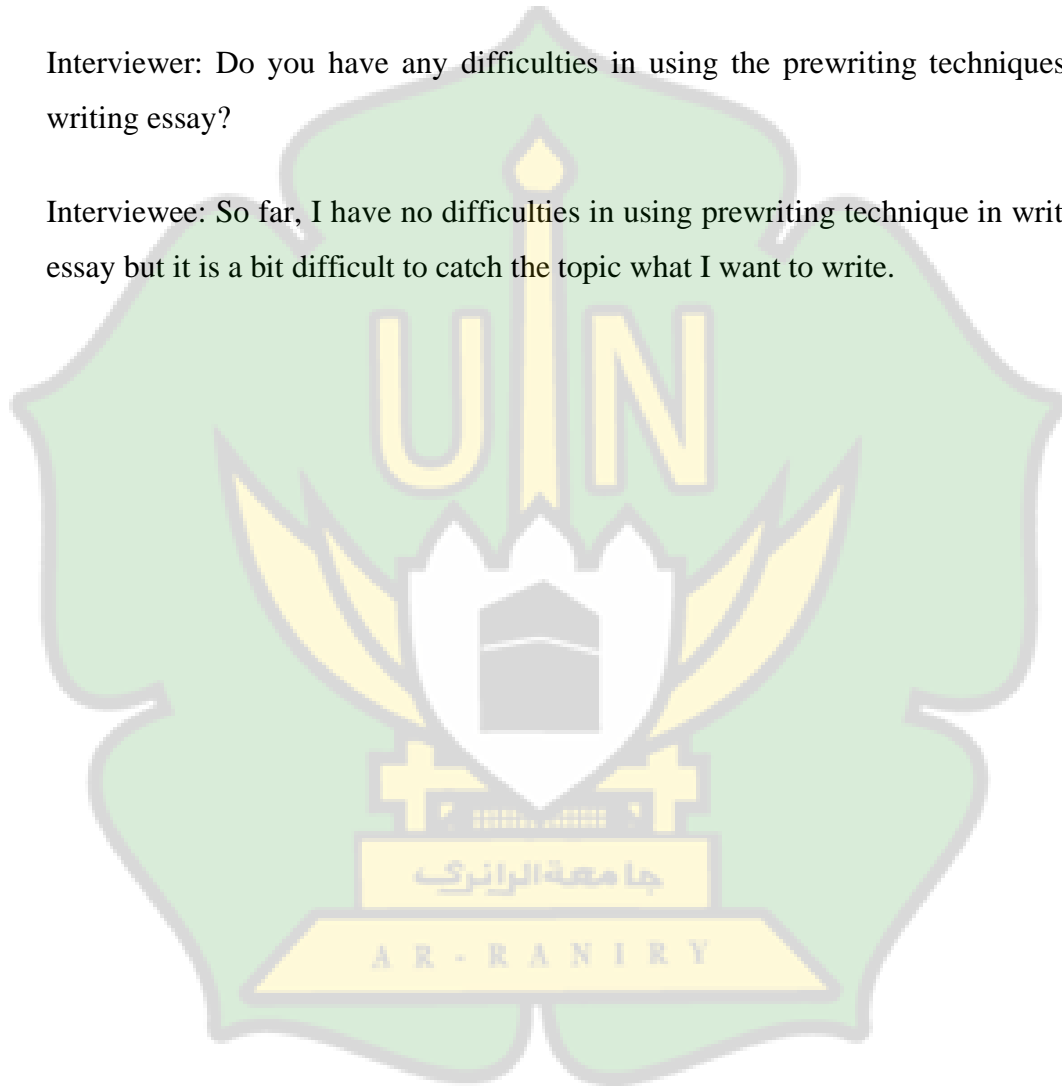 Interviewer: Do you have any difficulties in using the prewriting techniques
writing essay?
Interviewee: So far, I have no difficulties in using prewriting technique in writ
essay but it is a bit difficult to catch the topic what I want to write.
UIN
جامعة الرانري
AR-RANIRY